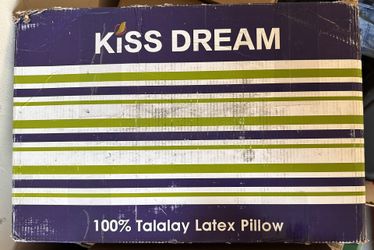 KiSS DREAM
100% Talalay Latex Pillow